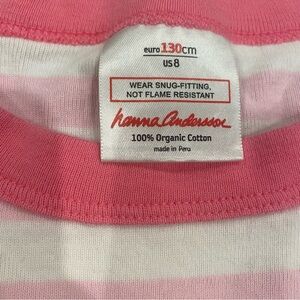 euro 130cm
US 8
WEAR SNUG-FITTING,
NOT FLAME RESISTANT
hanna andersson
100% Organic Cotton
made in Peru